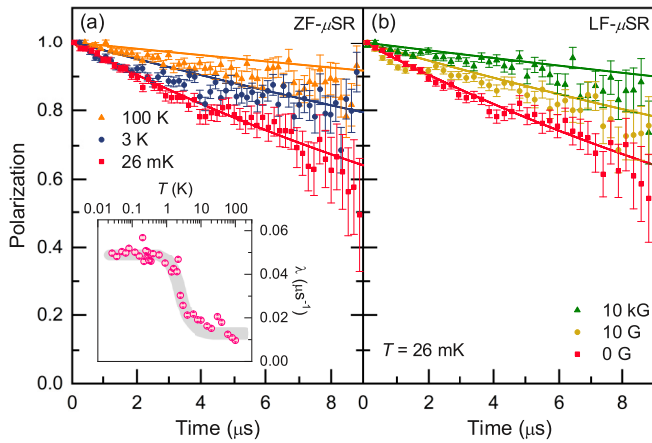 (a) ZF-μSR
(b) LF-μSR
Polarization
1.0
0.8
0.6
0.4
0.2
0.0
100 K
3 K
26 mK
T (K)
0.01 0.1 1 10 100
0.06
0.04
0.02
0.00
λ (μs⁻¹)
10 kG
10 G
0 G
T = 26 mK
0 2 4 6 8
0 2 4 6 8
Time (μs)
Time (μs)